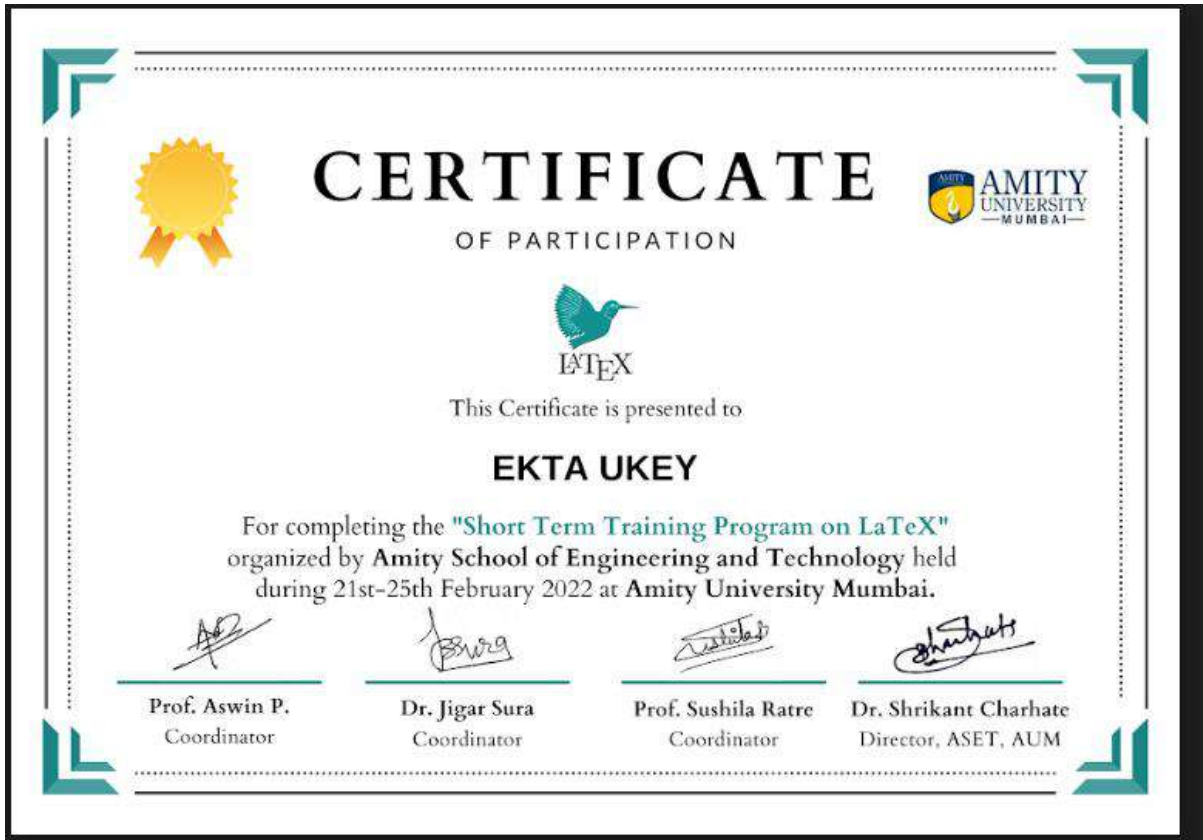 CERTIFICATE
OF PARTICIPATION
AMITY
AMITY
UNIVERSITY
MUMBAI
LATEX
This Certificate is presented to
EKTA UKEY
For completing the "Short Term Training Program on LaTeX"
organized by Amity School of Engineering and Technology held
during 21st-25th February 2022 at Amity University Mumbai.
Prof. Aswin P.
Coordinator
Dr. Jigar Sura
Coordinator
Prof. Sushila Ratre
Coordinator
Dr. Shrikant Charhate
Director, ASET, AUM